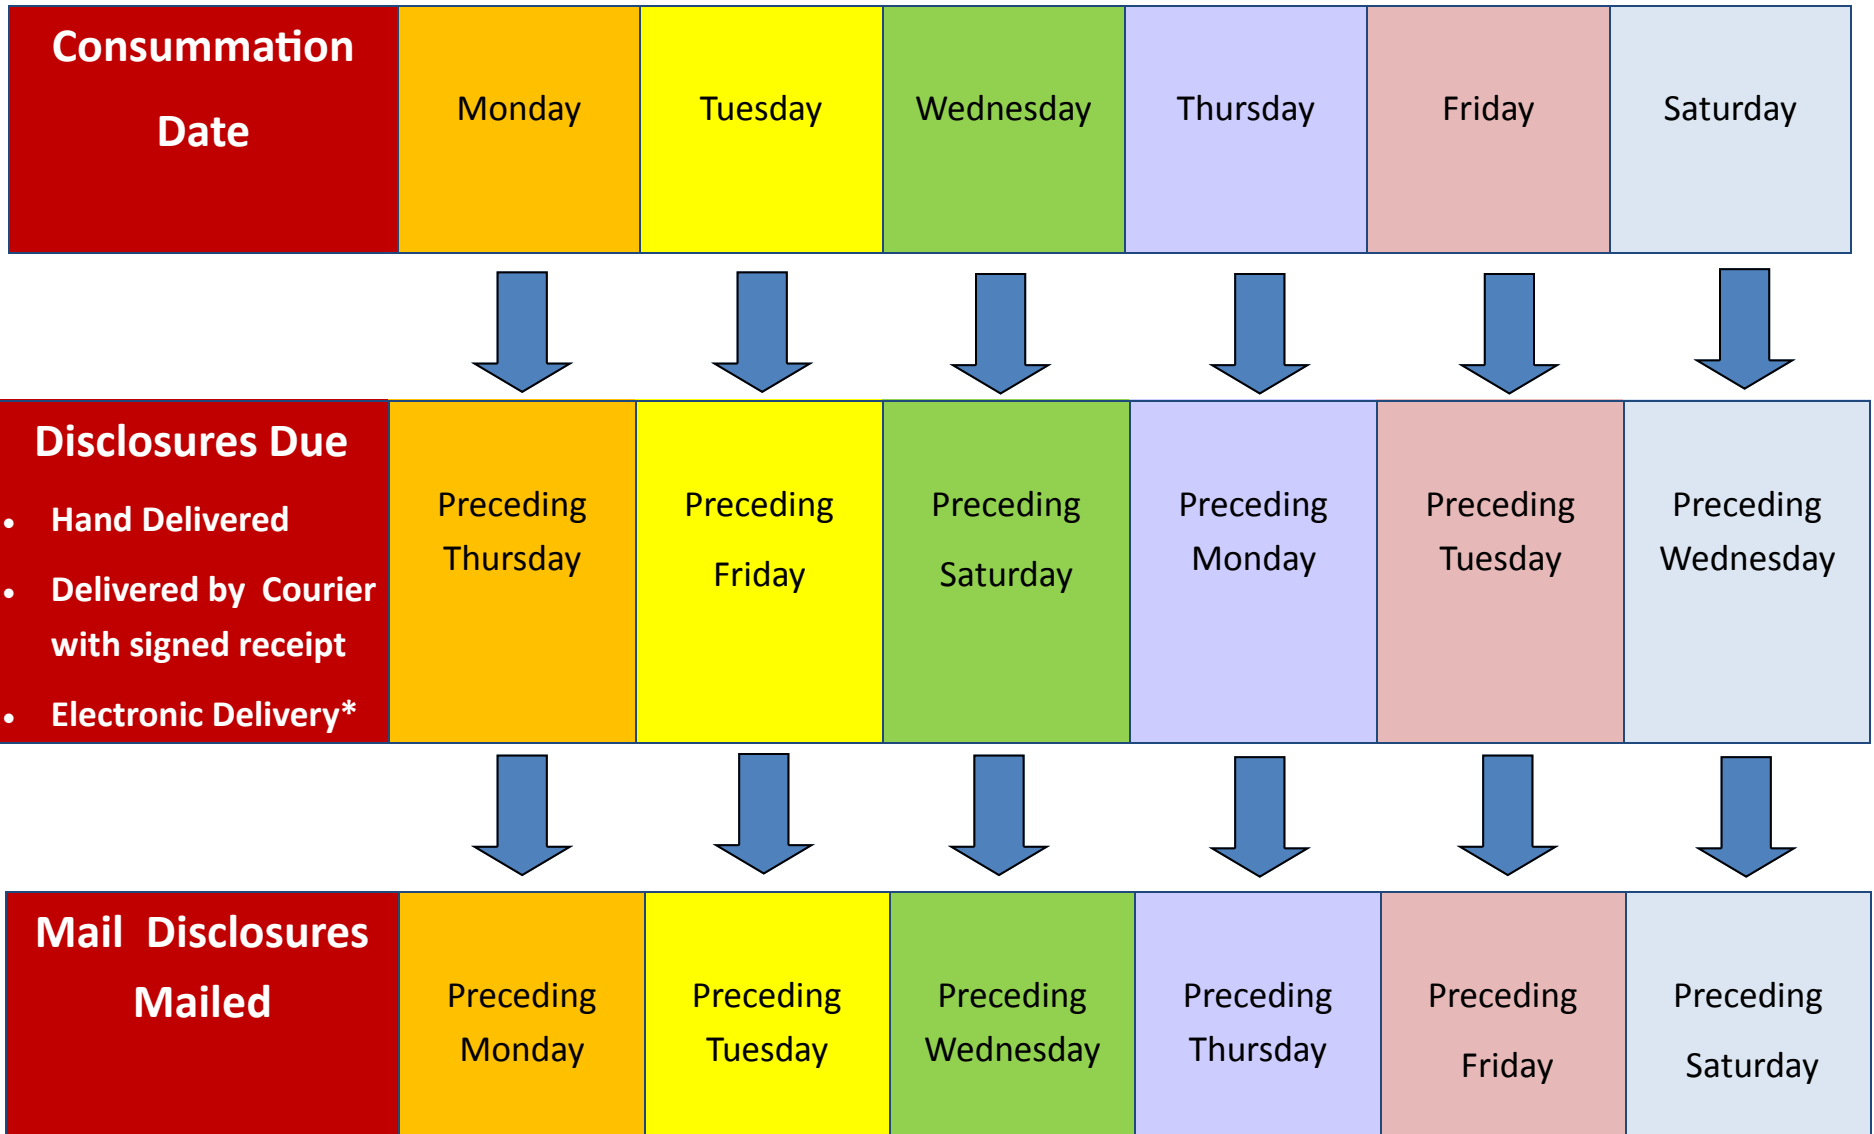 Consummation
Date
Monday
Tuesday
Wednesday
Thursday
Friday
Saturday
Disclosures Due
• Hand Delivered
• Delivered by Courier
with signed receipt
• Electronic Delivery*
Preceding
Thursday
Preceding
Friday
Preceding
Saturday
Preceding
Monday
Preceding
Tuesday
Preceding
Wednesday
Mail Disclosures
Mailed
Preceding
Monday
Preceding
Tuesday
Preceding
Wednesday
Preceding
Thursday
Preceding
Friday
Preceding
Saturday